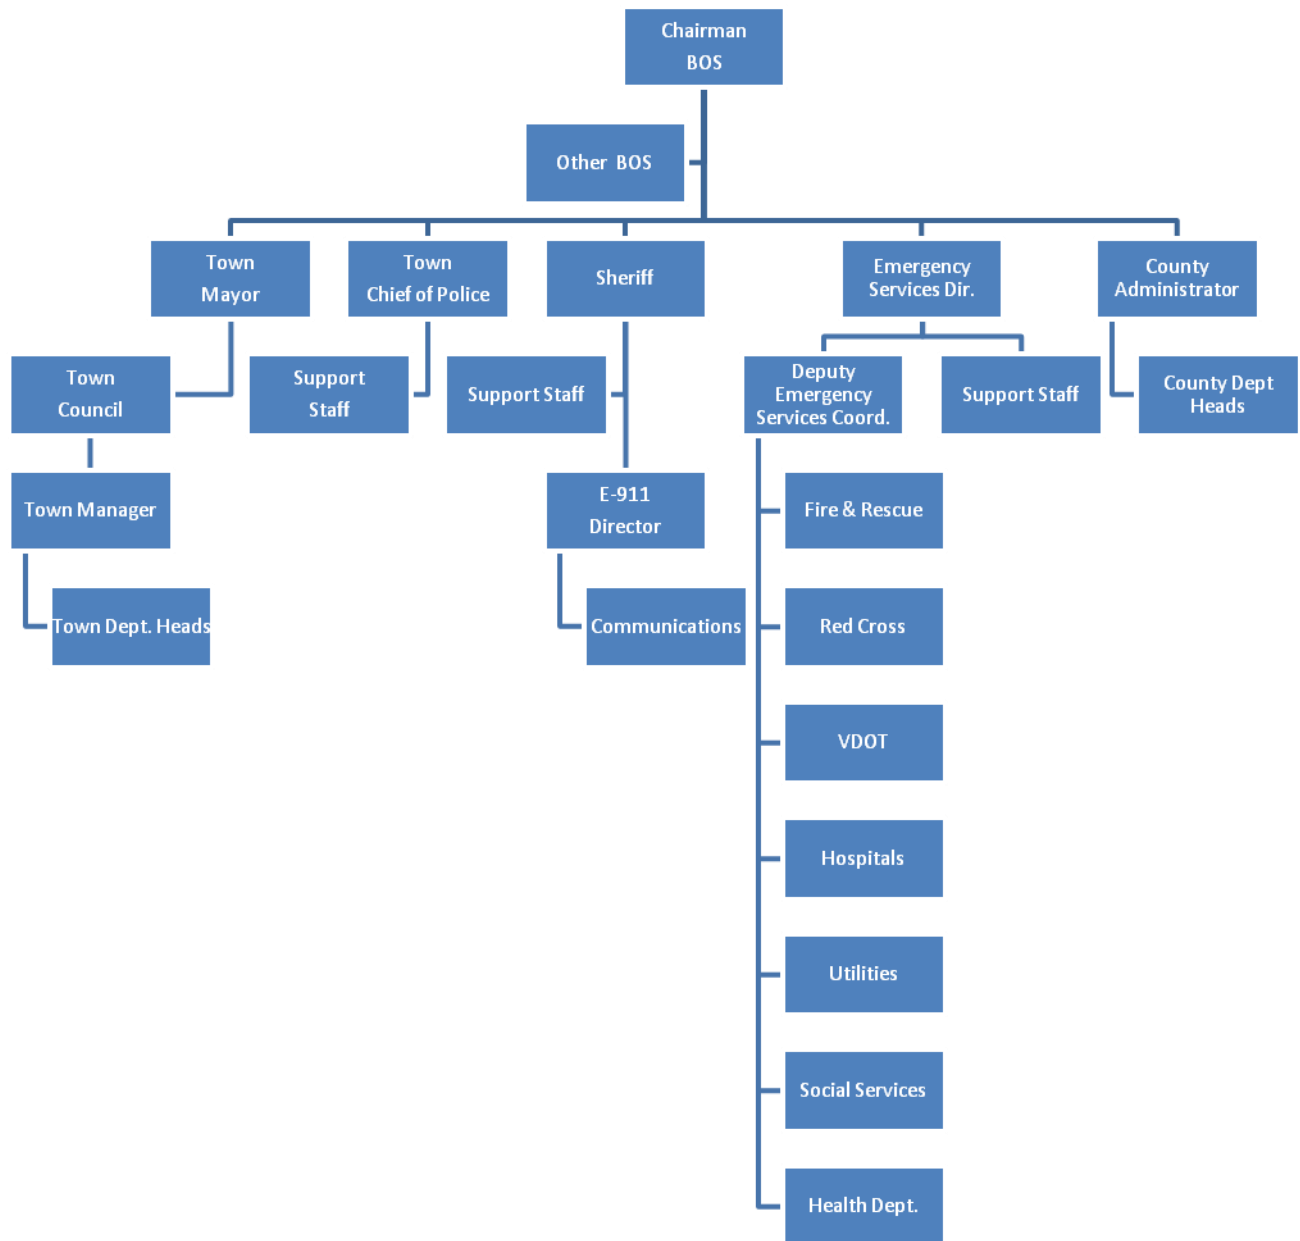 Chairman
BOS
Other BOS
Town
Mayor
Town
Chief of Police
Sheriff
Emergency
Services Dir.
County
Administrator
Town
Council
Support
Staff
Support Staff
Deputy
Emergency
Services Coord.
Support Staff
County Dept
Heads
Town Manager
E-911
Director
Fire & Rescue
Town Dept. Heads
Communications
Red Cross
VDOT
Hospitals
Utilities
Social Services
Health Dept.